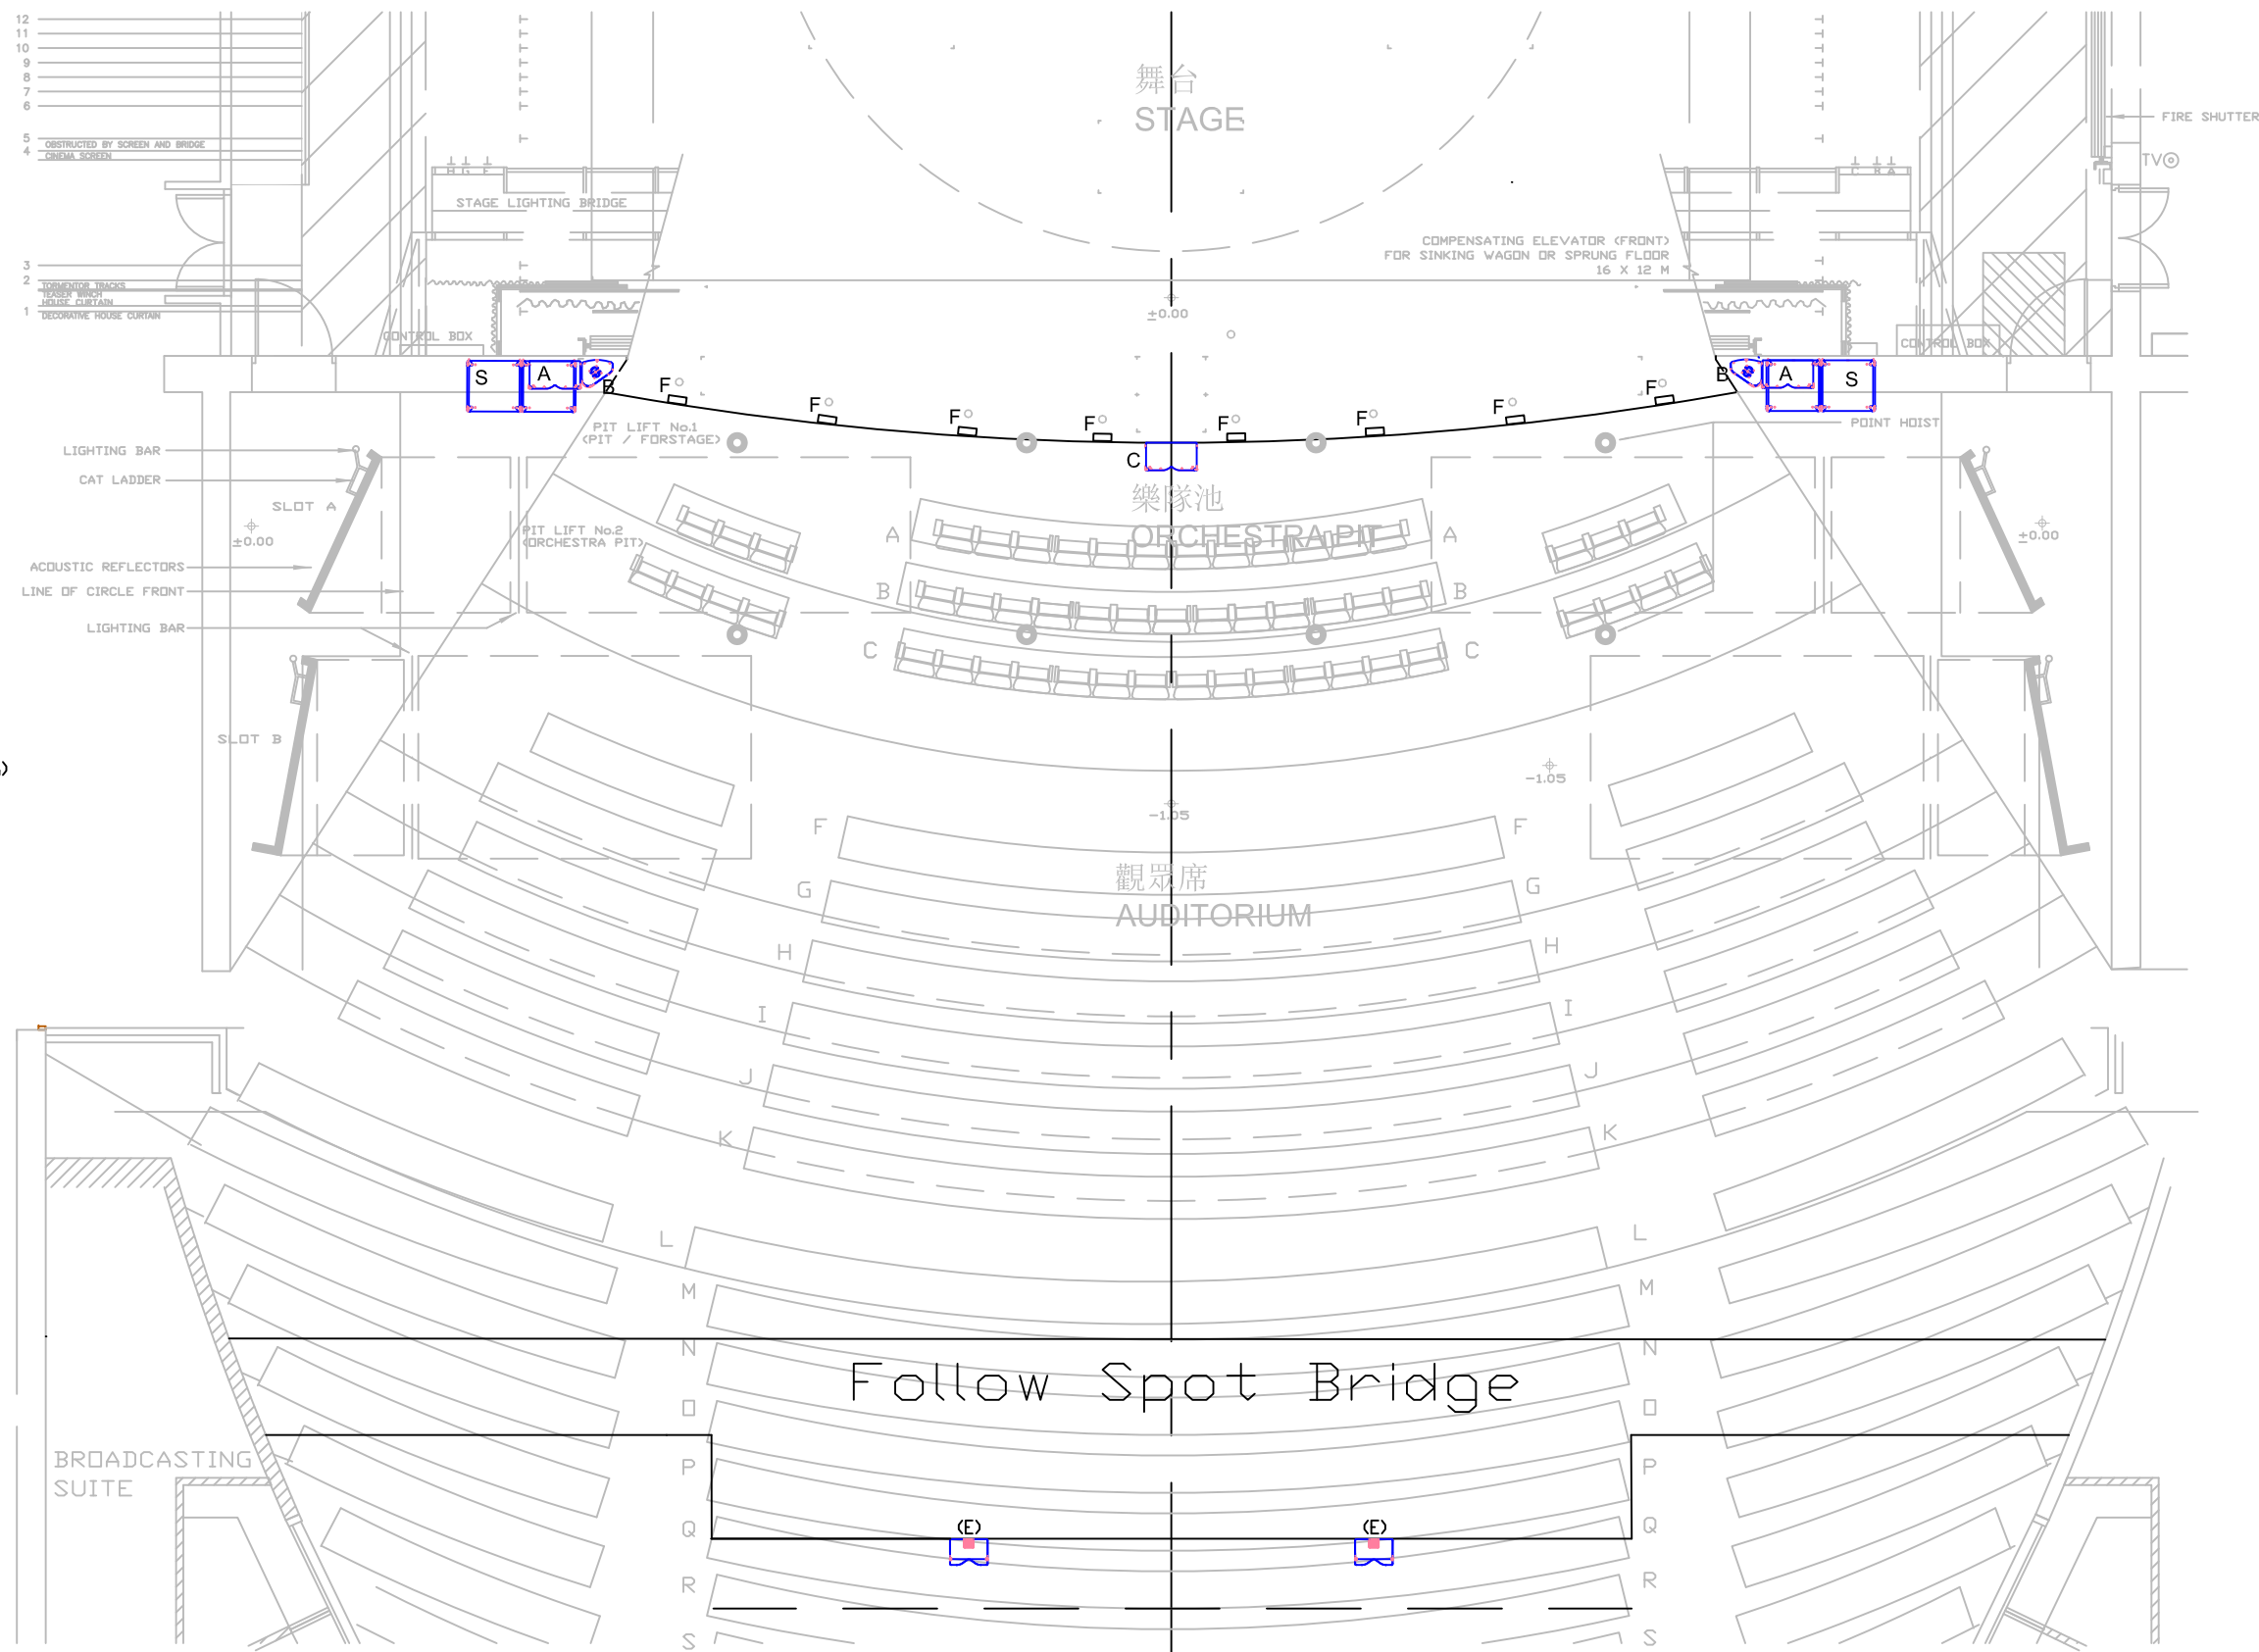 12
11
10
9
8
7
6
5
OBSTRUCTED BY SCREEN AND BRIDGE
4
CINEMA SCREEN
3
2
TORMENTOR TRACKS
TEASER WINCH
HOUSE CURTAIN
1
DECORATIVE HOUSE CURTAIN
舞台
STAGE
FIRE SHUTTER
TV
STAGE LIGHTING BRIDGE
C B A
COMPENSATING ELEVATOR (FRONT)
FOR SINKING WAGON OR SPRUNG FLOOR
16 X 12 M
±0.00
CONTROL BOX
CONTROL BOX
S
A
B
B
A
S
F
F
F
F
F
F
F
F
C
PIT LIFT No.1
(PIT / FORSTAGE)
POINT HOIST
LIGHTING BAR
CAT LADDER
SLOT A
±0.00
±0.00
樂隊池
ORCHESTRA PIT
PIT LIFT No.2
(ORCHESTRA PIT)
A
A
ACOUSTIC REFLECTORS
LINE OF CIRCLE FRONT
B
B
LIGHTING BAR
C
C
SLOT B
)
-1.05
-1.05
F
F
觀眾席
AUDITORIUM
G
G
H
H
I
I
J
J
K
K
L
L
M
M
N
N
Follow Spot Bridge
O
O
BROADCASTING
SUITE
P
P
Q
Q
(E)
(E)
R
R
S
S